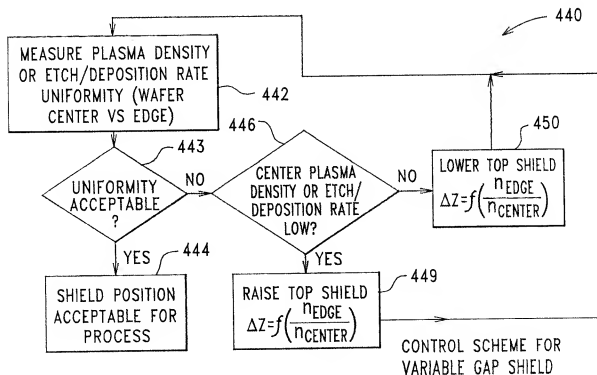 440
MEASURE PLASMA DENSITY
OR ETCH/DEPOSITION RATE
UNIFORMITY (WAFER
CENTER VS EDGE)
442
443
UNIFORMITY
ACCEPTABLE
?
NO
YES
444
SHIELD POSITION
ACCEPTABLE FOR
PROCESS
446
CENTER PLASMA
DENSITY OR ETCH/
DEPOSITION RATE
LOW?
NO
YES
450
LOWER TOP SHIELD
ΔZ=f(nEDGE/nCENTER)
449
RAISE TOP SHIELD
ΔZ=f(nEDGE/nCENTER)
CONTROL SCHEME FOR
VARIABLE GAP SHIELD